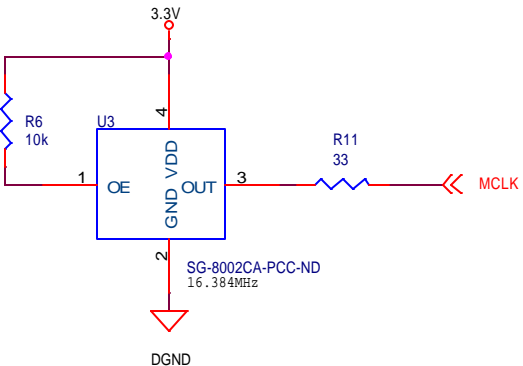 3.3V
R6
10k
U3
4
VDD
1
OE
GND
OUT
3
R11
33
MCLK
2
SG-8002CA-PCC-ND
16.384MHz
DGND